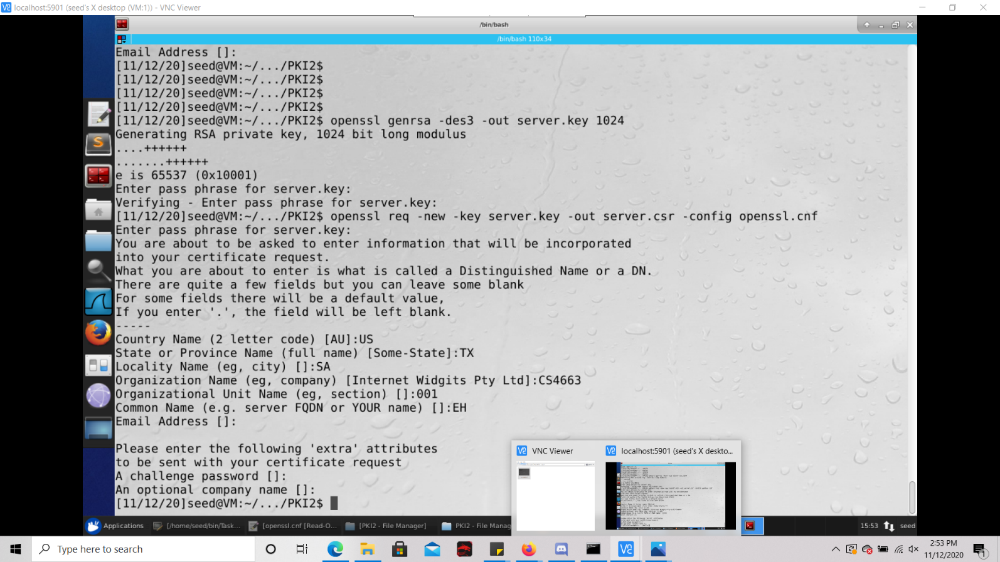 localhost:5901 (seed's X desktop (VM:1)) - VNC Viewer
/bin/bash
/bin/bash 110x34
Email Address []:
[11/12/20]seed@VM:~/.../PKI2$
[11/12/20]seed@VM:~/.../PKI2$
[11/12/20]seed@VM:~/.../PKI2$
[11/12/20]seed@VM:~/.../PKI2$
[11/12/20]seed@VM:~/.../PKI2$ openssl genrsa -des3 -out server.key 1024
Generating RSA private key, 1024 bit long modulus
....++++++
.......++++++
e is 65537 (0x10001)
Enter pass phrase for server.key:
Verifying - Enter pass phrase for server.key:
[11/12/20]seed@VM:~/.../PKI2$ openssl req -new -key server.key -out server.csr -config openssl.cnf
Enter pass phrase for server.key:
You are about to be asked to enter information that will be incorporated
into your certificate request.
What you are about to enter is what is called a Distinguished Name or a DN.
There are quite a few fields but you can leave some blank
For some fields there will be a default value,
If you enter '.', the field will be left blank.
-----
Country Name (2 letter code) [AU]:US
State or Province Name (full name) [Some-State]:TX
Locality Name (eg, city) []:SA
Organization Name (eg, company) [Internet Widgits Pty Ltd]:CS4663
Organizational Unit Name (eg, section) []:001
Common Name (e.g. server FQDN or YOUR name) []:EH
Email Address []:
Please enter the following 'extra' attributes
to be sent with your certificate request
A challenge password []:
An optional company name []:
[11/12/20]seed@VM:~/.../PKI2$
VNC Viewer
localhost:5901 (seed's X deskto...
Applications
[/home/seed/bin/Task...
[openssl.cnf [Read-O...
[PKI2 - File Manager]
PKI2 - File Mana
15:53
seed
Type here to search
2:53 PM
11/12/2020
1